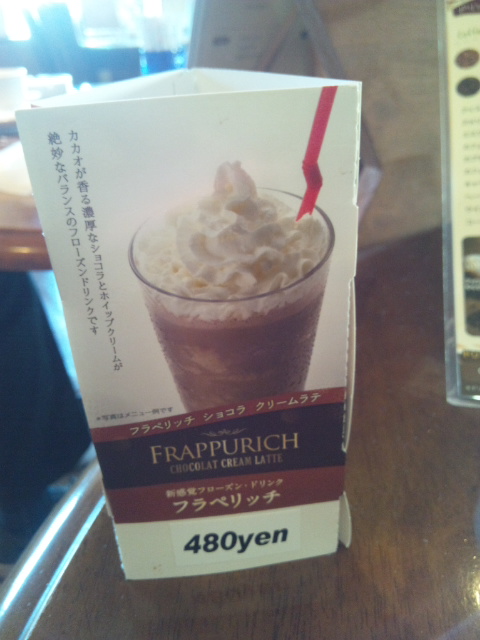 カカオが香る濃厚なショコラとホイップクリームが
絶妙なバランスのフローズンドリンクです
※写真はメニュー例です
フラペリッチ ショコラ クリームラテ
FRAPPURICH
CHOCOLAT CREAM LATTE
新感覚フローズン・ドリンク
フラペリッチ
480yen